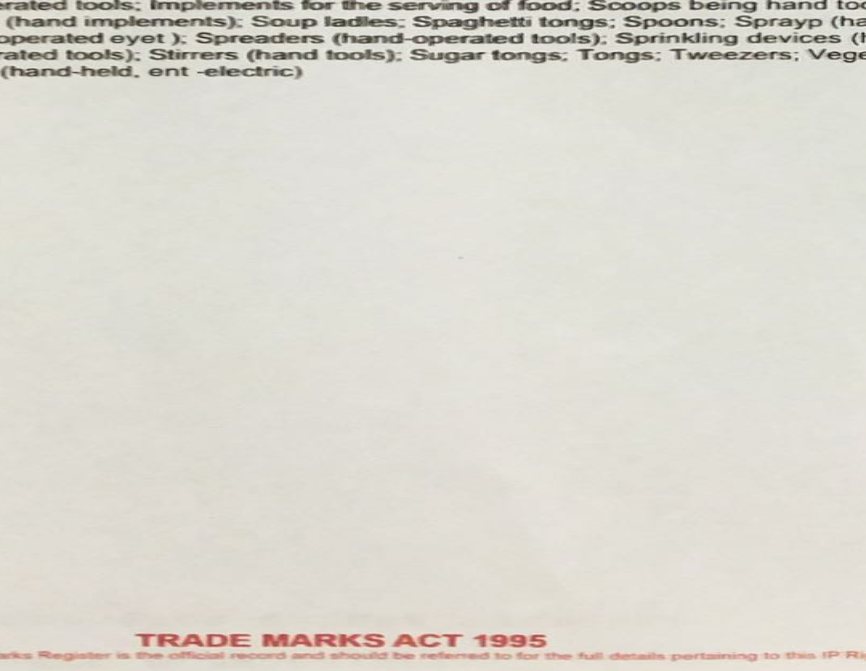 erated tools; Implements for the serving of food; Scoops being hand too
(hand implements); Soup ladles; Spaghetti tongs; Spoons; Sprayp (ha
operated eyet ); Spreaders (hand-operated tools); Sprinkling devices (h
rated tools); Stirrers (hand tools); Sugar tongs; Tongs; Tweezers; Vege
(hand-held, ent -electric)
TRADE MARKS ACT 1995
arks Register is the official record and should be referred to for the full details pertaining to this IP Ri